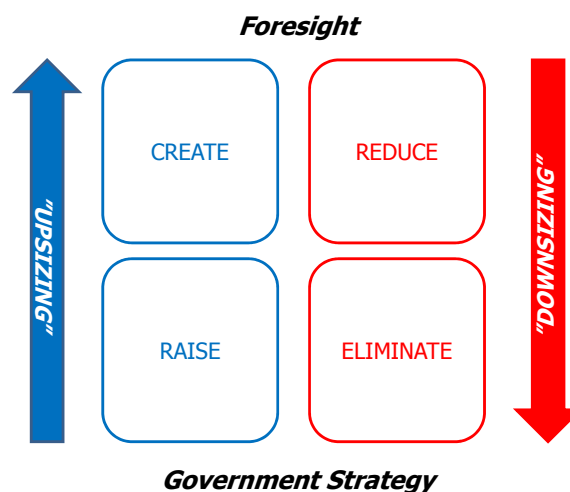 Foresight
"UPSIZING"
CREATE
REDUCE
"DOWNSIZING"
RAISE
ELIMINATE
Government Strategy